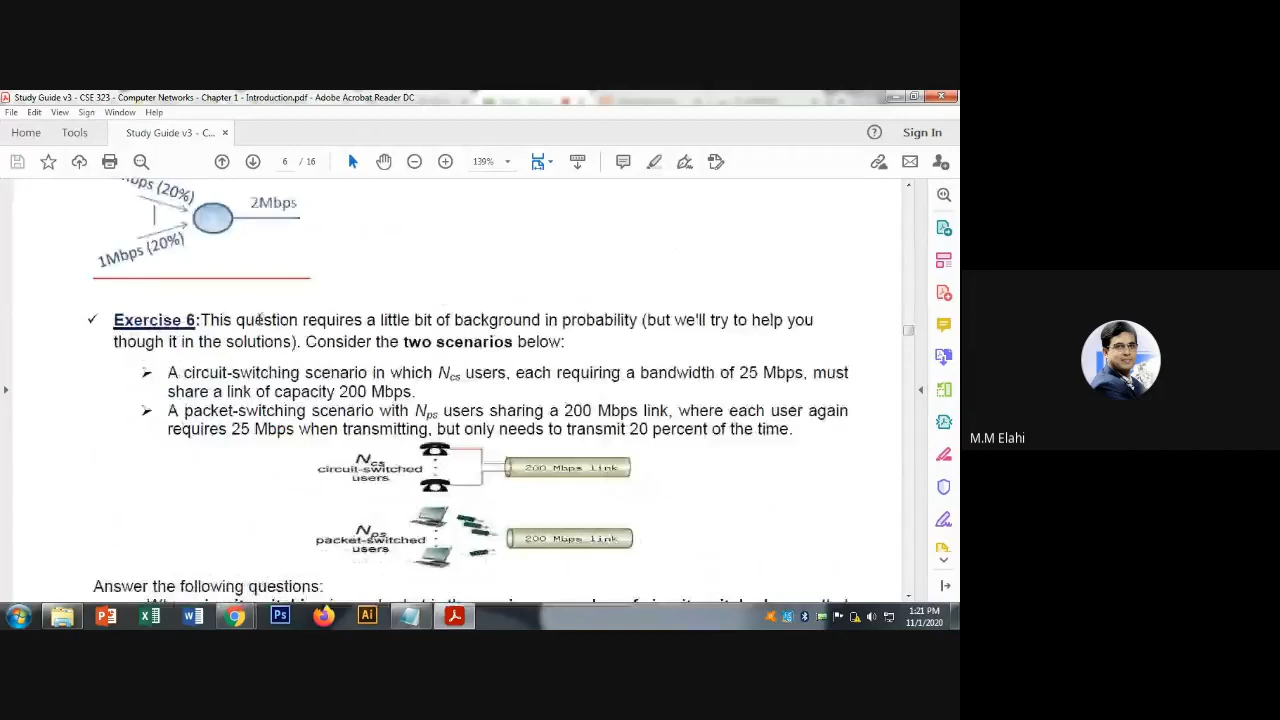 Study Guide v3 - CSE 323 - Computer Networks - Chapter 1 - Introduction.pdf - Adobe Acrobat Reader DC
File Edit View Sign Window Help
Home Tools Study Guide v3 - C... × Sign In
6 / 16 139%
(20%)
2Mbps
1Mbps (20%)
✓ Exercise 6:This question requires a little bit of background in probability (but we'll try to help you
though it in the solutions). Consider the two scenarios below:
➢ A circuit-switching scenario in which Ncs users, each requiring a bandwidth of 25 Mbps, must
share a link of capacity 200 Mbps.
➢ A packet-switching scenario with Nps users sharing a 200 Mbps link, where each user again
requires 25 Mbps when transmitting, but only needs to transmit 20 percent of the time.
Ncs
circuit-switched
users
200 Mbps link
Nps
packet-switched
users
200 Mbps link
Answer the following questions:
1:21 PM
11/1/2020
M.M Elahi